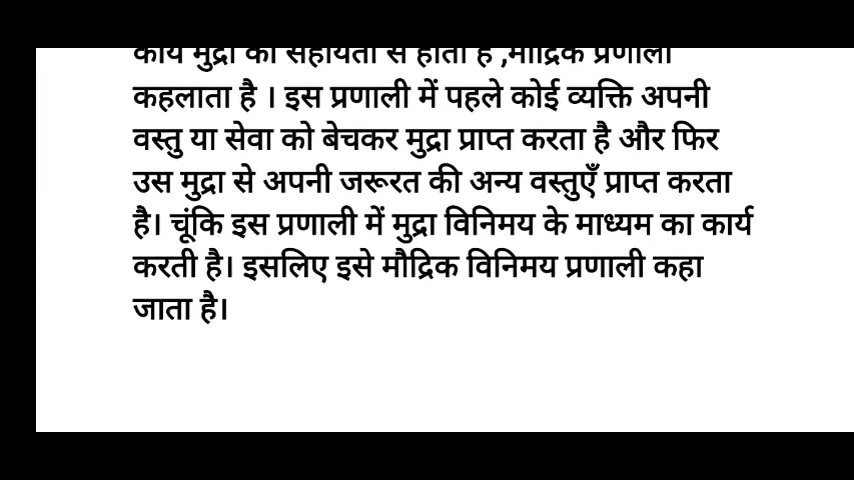 कार्य मुद्रा की सहायता से होता है ,मौद्रिक प्रणाली
कहलाता है । इस प्रणाली में पहले कोई व्यक्ति अपनी
वस्तु या सेवा को बेचकर मुद्रा प्राप्त करता है और फिर
उस मुद्रा से अपनी जरूरत की अन्य वस्तुएँ प्राप्त करता
है। चूंकि इस प्रणाली में मुद्रा विनिमय के माध्यम का कार्य
करती है। इसलिए इसे मौद्रिक विनिमय प्रणाली कहा
जाता है।